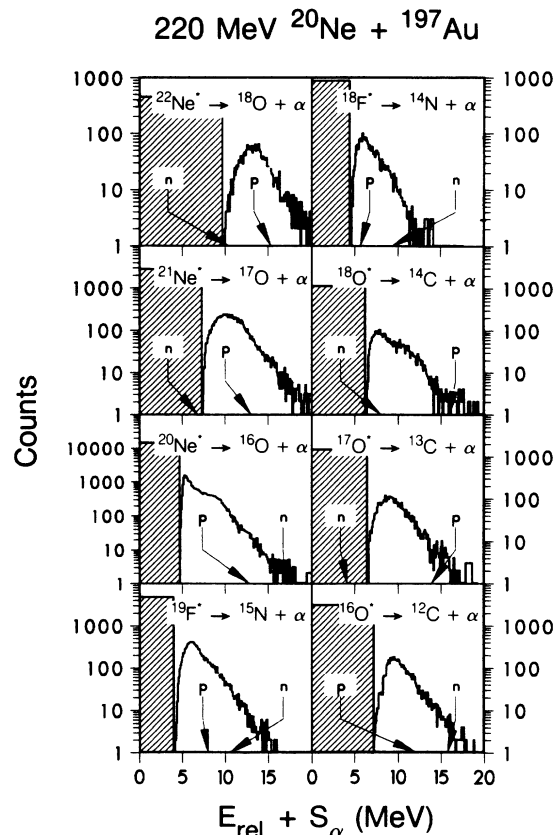 220 MeV ²⁰Ne + ¹⁹⁷Au
Counts
1000
100
10
1
²²Ne* → ¹⁸O + α
n
p
¹⁸F* → ¹⁴N + α
p
n
1000
100
10
1
1000
100
10
1
²¹Ne* → ¹⁷O + α
n
p
¹⁸O* → ¹⁴C + α
n
p
1000
100
10
1
10000
1000
100
10
1
²⁰Ne* → ¹⁶O + α
p
n
¹⁷O* → ¹³C + α
n
p
1000
100
10
1
1000
100
10
1
¹⁹F* → ¹⁵N + α
p
n
¹⁶O* → ¹²C + α
p
n
1000
100
10
1
0 5 10 15 0 5 10 15 20
E_rel + S_α (MeV)